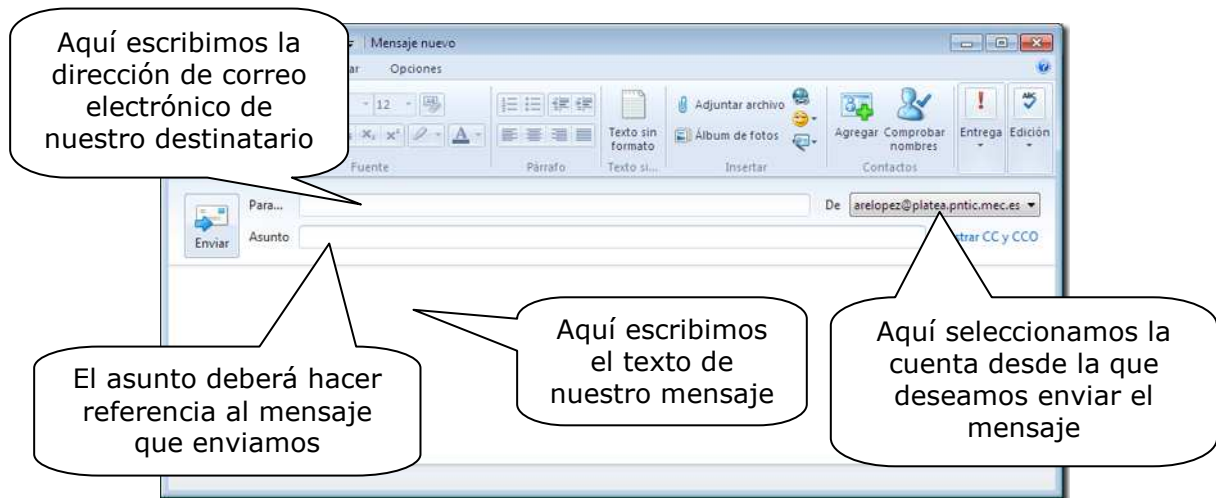 Aquí escribimos la
dirección de correo
electrónico de
nuestro destinatario
Mensaje nuevo
Opciones
12
Adjuntar archivo
Álbum de fotos
Texto sin
formato
Agregar
Comprobar
nombres
Entrega
Edición
Fuente
Párrafo
Texto si...
Insertar
Contactos
Enviar
Para...
De arelopez@platea.pntic.mec.es
Asunto
CC y CCO
Aquí escribimos
el texto de
nuestro mensaje
Aquí seleccionamos la
cuenta desde la que
deseamos enviar el
mensaje
El asunto deberá hacer
referencia al mensaje
que enviamos